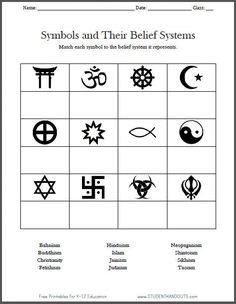 Name: Date: Class:
Symbols and Their Belief Systems
Match each symbol to the belief system it represents.
Bahaism Hinduism Neopaganism
Buddhism Islam Shintoism
Christianity Jainism Sikhism
Fetishism Judaism Taoism
Free Printables for K-12 Education www.STUDENTHANDOUTS.com